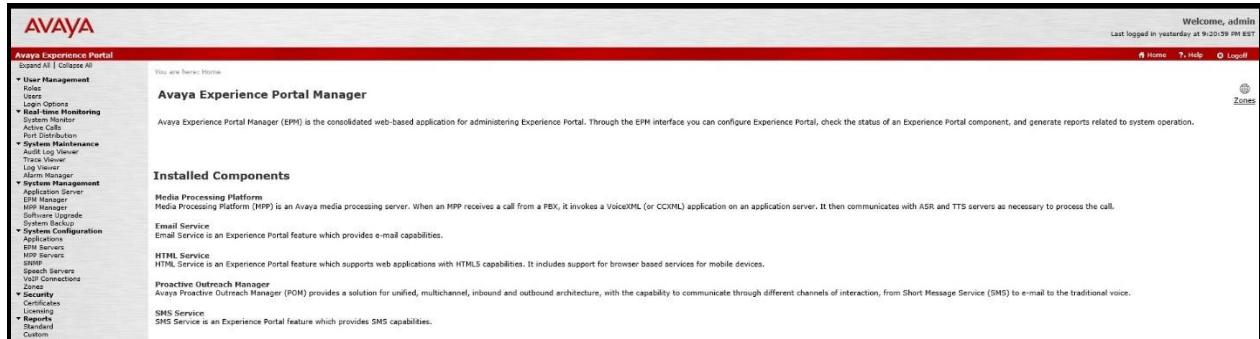 AVAYA
Welcome, admin
Last logged in yesterday at 9:20:59 PM EST
Avaya Experience Portal
Home ?. Help Logoff
Expand All | Collapse All
You are here: Home
▼ User Management
Roles
Users
Login Options
▼ Real-time Monitoring
System Monitor
Active Calls
Port Distribution
▼ System Maintenance
Audit Log Viewer
Trace Viewer
Log Viewer
Alarm Manager
▼ System Management
Application Server
EPM Manager
MPP Manager
Software Upgrade
System Backup
▼ System Configuration
Applications
EPM Servers
MPP Servers
SNMP
Speech Servers
VoIP Connections
Zones
▼ Security
Certificates
Licensing
▼ Reports
Standard
Custom
Avaya Experience Portal Manager
Zones
Avaya Experience Portal Manager (EPM) is the consolidated web-based application for administering Experience Portal. Through the EPM interface you can configure Experience Portal, check the status of an Experience Portal component, and generate reports related to system operation.
Installed Components
Media Processing Platform
Media Processing Platform (MPP) is an Avaya media processing server. When an MPP receives a call from a PBX, it invokes a VoiceXML (or CCXML) application on an application server. It then communicates with ASR and TTS servers as necessary to process the call.
Email Service
Email Service is an Experience Portal feature which provides e-mail capabilities.
HTML Service
HTML Service is an Experience Portal feature which supports web applications with HTML5 capabilities. It includes support for browser based services for mobile devices.
Proactive Outreach Manager
Avaya Proactive Outreach Manager (POM) provides a solution for unified, multichannel, inbound and outbound architecture, with the capability to communicate through different channels of interaction, from Short Message Service (SMS) to e-mail to the traditional voice.
SMS Service
SMS Service is an Experience Portal feature which provides SMS capabilities.